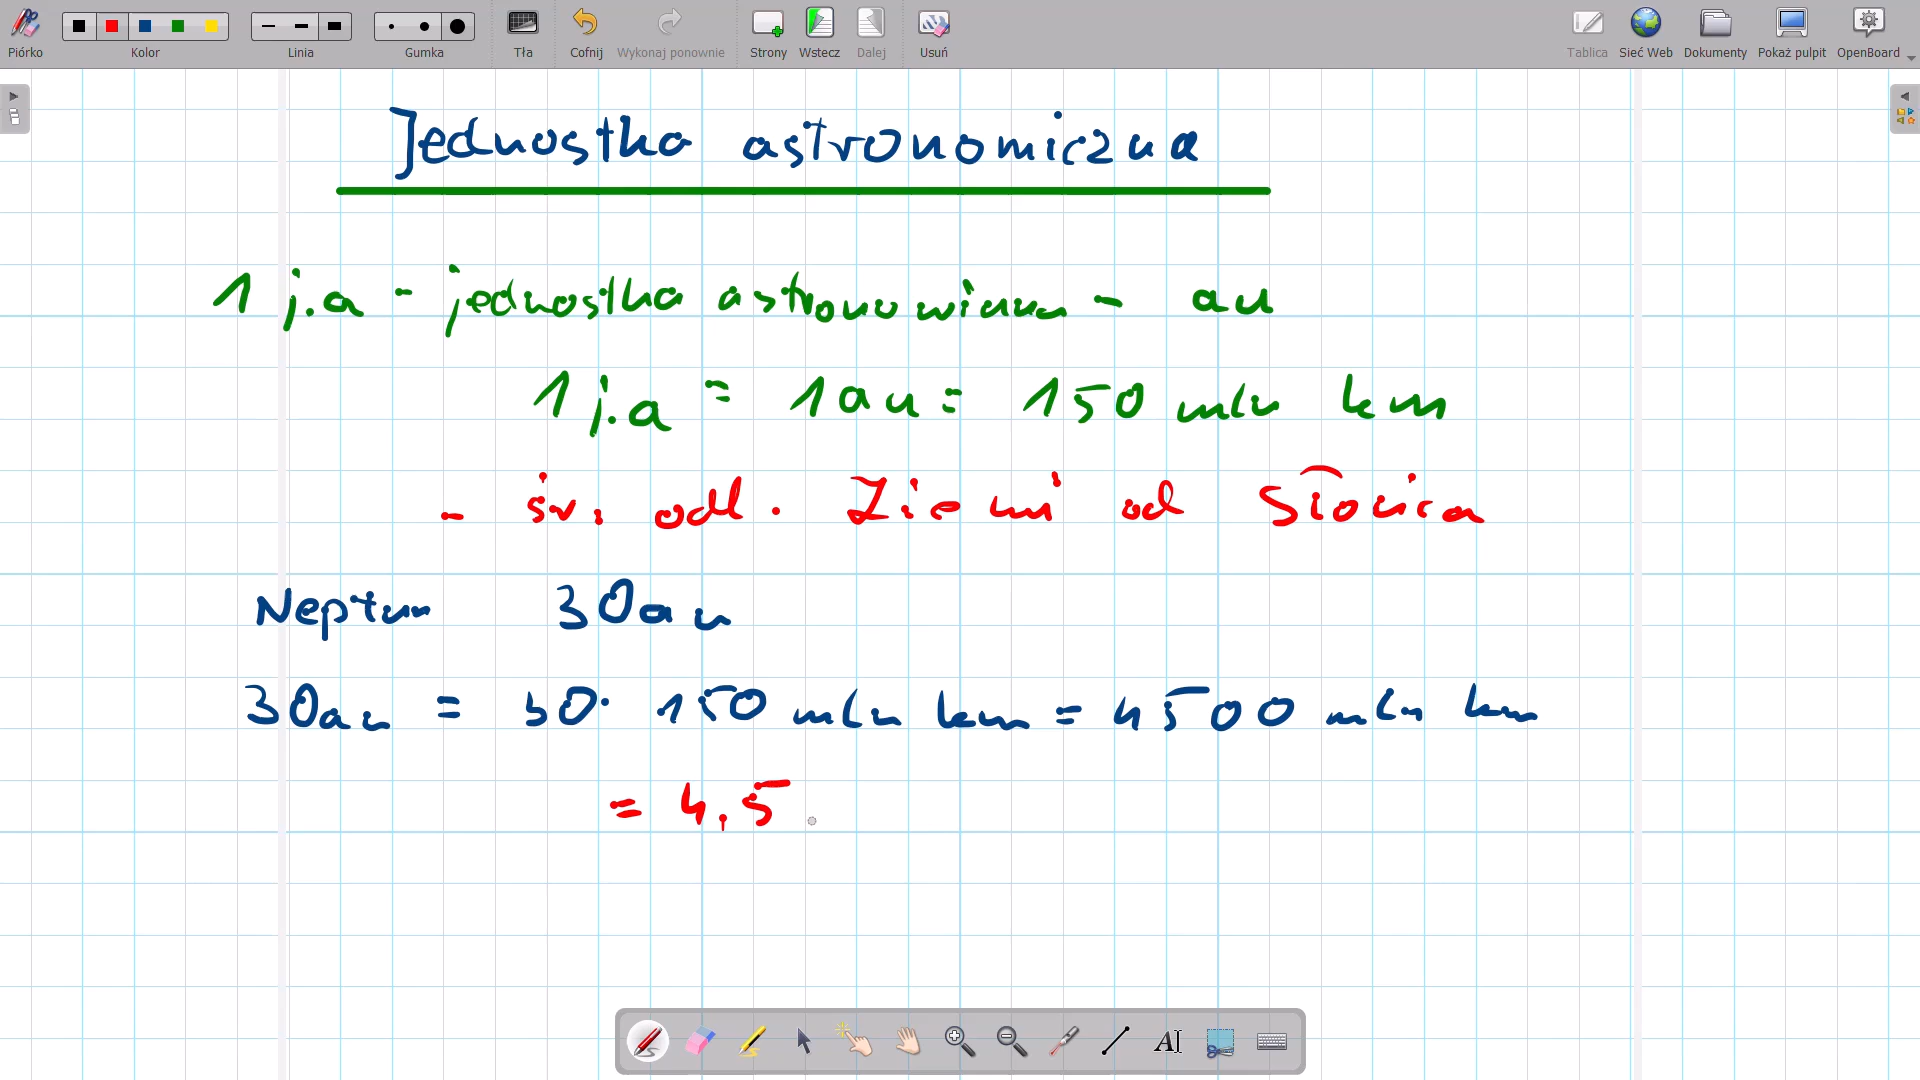 Piórko Kolor Linia Gumka Tła Cofnij Wykonaj ponownie Strony Wstecz Dalej Usuń Tablica Sieć Web Dokumenty Pokaż pulpit OpenBoard
Jednostka astronomiczna
1 j.a - jednostka astronomiczna - au
1 j.a = 1au = 150 mln km
- śr. odl. Ziemi od Słońca
Neptun 30au
30au = 30· 150 mln km = 4500 mln km
= 4,5